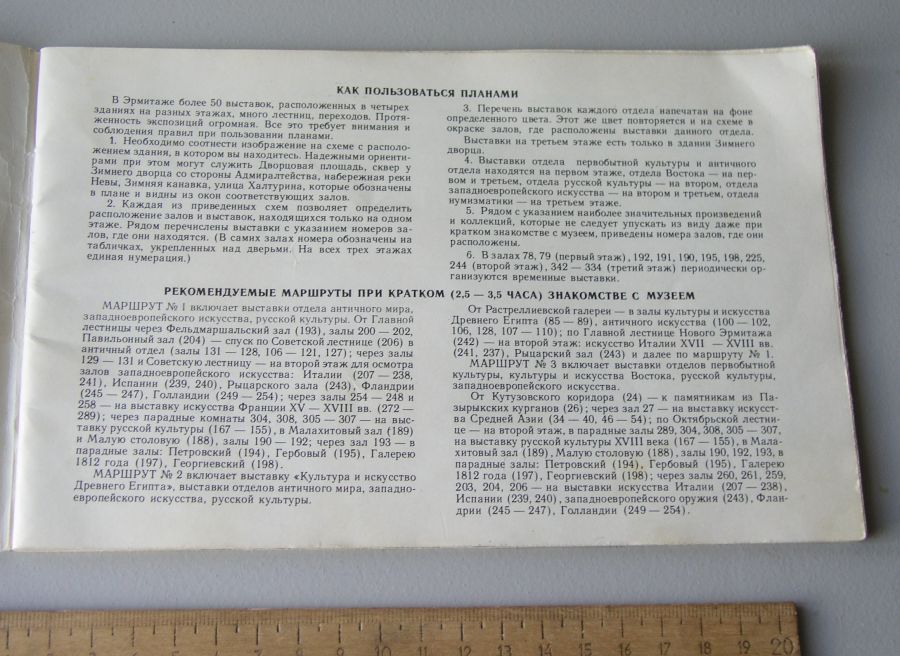 КАК ПОЛЬЗОВАТЬСЯ ПЛАНАМИ
В Эрмитаже более 50 выставок, расположенных в четырех
зданиях на разных этажах, много лестниц, переходов. Протя-
женность экспозиций огромная. Все это требует внимания и
соблюдения правил при пользовании планами.
1. Необходимо соотнести изображение на схеме с располо-
жением здания, в котором вы находитесь. Надежными ориенти-
рами при этом могут служить Дворцовая площадь, сквер у
Зимнего дворца со стороны Адмиралтейства, набережная реки
Невы, Зимняя канавка, улица Халтурина, которые обозначены
в плане и видны из окон соответствующих залов.
2. Каждая из приведенных схем позволяет определить
расположение залов и выставок, находящихся только на одном
этаже. Рядом перечислены выставки с указанием номеров за-
лов, где они находятся. (В самих залах номера обозначены на
табличках, укрепленных над дверьми. На всех трех этажах
единая нумерация.)
3. Перечень выставок каждого отдела напечатан на фоне
определенного цвета. Этот же цвет повторяется и на схеме в
окраске залов, где расположены выставки данного отдела.
Выставки на третьем этаже есть только в здании Зимнего
дворца.
4. Выставки отдела первобытной культуры и античного
отдела находятся на первом этаже, отдела Востока — на пер-
вом и третьем, отдела русской культуры — на втором, отдела
западноевропейского искусства — на втором и третьем, отдела
нумизматики — на третьем этаже.
5. Рядом с указанием наиболее значительных произведений
и коллекций, которые не следует упускать из виду даже при
кратком знакомстве с музеем, приведены номера залов, где они
расположены.
6. В залах 78, 79 (первый этаж), 192, 191, 190, 195, 198, 225,
244 (второй этаж), 342 — 334 (третий этаж) периодически ор-
ганизуются временные выставки.
РЕКОМЕНДУЕМЫЕ МАРШРУТЫ ПРИ КРАТКОМ (2,5 — 3,5 ЧАСА) ЗНАКОМСТВЕ С МУЗЕЕМ
МАРШРУТ № 1 включает выставки отдела античного мира,
западноевропейского искусства, русской культуры. От Главной
лестницы через Фельдмаршальский зал (193), залы 200 — 202,
Павильонный зал (204) — спуск по Советской лестнице (206) в
античный отдел (залы 131 — 128, 106 — 121, 127); через залы
129 — 131 и Советскую лестницу — на второй этаж для осмотра
залов западноевропейского искусства: Италии (207 — 238,
241), Испании (239, 240), Рыцарского зала (243), Фландрии
(245 — 247), Голландии (249 — 254); через залы 254 — 248 и
258 — на выставку искусства Франции XV — XVIII вв. (272 —
289); через парадные комнаты 304, 308, 305 — 307 — на выс-
тавку русской культуры (167 — 155), в Малахитовый зал (189)
и Малую столовую (188), залы 190 — 192; через зал 193 — в
парадные залы: Петровский (194), Гербовый (195), Галерею
1812 года (197), Георгиевский (198).
МАРШРУТ № 2 включает выставку «Культура и искусство
Древнего Египта», выставки отделов античного мира, западно-
европейского искусства, русской культуры.
От Растреллиевской галереи — в залы культуры и искусства
Древнего Египта (85 — 89), античного искусства (100 — 102,
106, 128, 107 — 110); по Главной лестнице Нового Эрмитажа
(242) — на второй этаж: искусство Италии XVII — XVIII вв.
(241, 237), Рыцарский зал (243) и далее по маршруту № 1.
МАРШРУТ № 3 включает выставки отделов первобытной
культуры, культуры и искусства Востока, русской культуры,
западноевропейского искусства.
От Кутузовского коридора (24) — к памятникам из Па-
зырыкских курганов (26); через зал 27 — на выставку искусст-
ва Средней Азии (34 — 40, 46 — 54); по Октябрьской лестни-
це — на второй этаж, в парадные залы 289, 304, 308, 305 — 307,
на выставку русской культуры XVIII века (167 — 155), в Мала-
хитовый зал (189), Малую столовую (188), залы 190, 192, 193, в
парадные залы: Петровский (194), Гербовый (195), Галерею
1812 года (197), Георгиевский (198); через залы 260, 261, 259,
203, 204, 206 — на выставки искусства Италии (207 — 238),
Испании (239, 240), западноевропейского оружия (243), Флан-
дрии (245 — 247), Голландии (249 — 254).
10 11 12 13 14 15 16 17 18 19 20